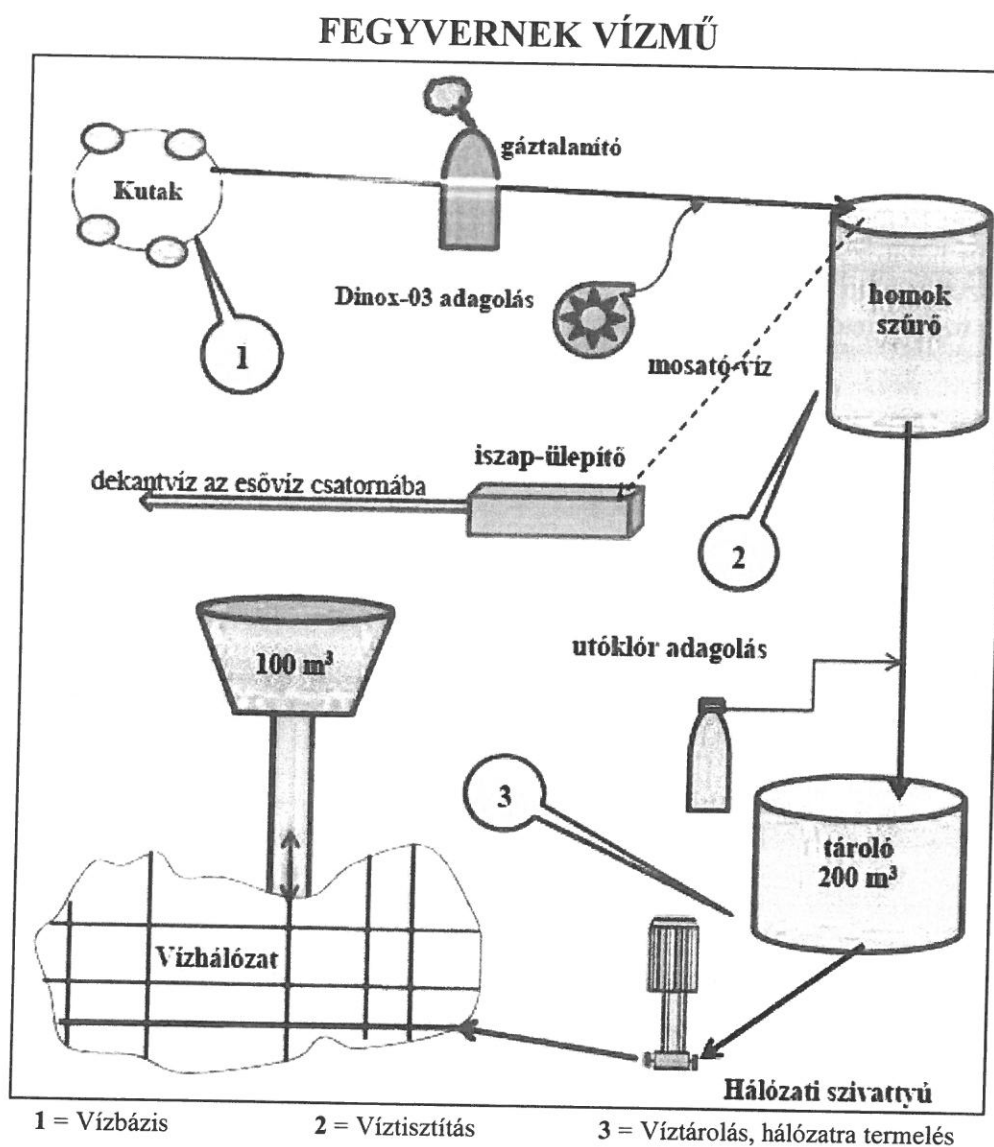 FEGYVERNEK VÍZMŰ
gáztalanító
Kutak
Dinox-03 adagolás
homok
szűrő
1
mosató-víz
iszap-ülepítő
dekantvíz az esővíz csatornába
2
100 m³
utóklór adagolás
3
tároló
200 m³
Vízhálózat
Hálózati szivattyú
1 = Vízbázis 2 = Víztisztítás 3 = Víztárolás, hálózatra termelés